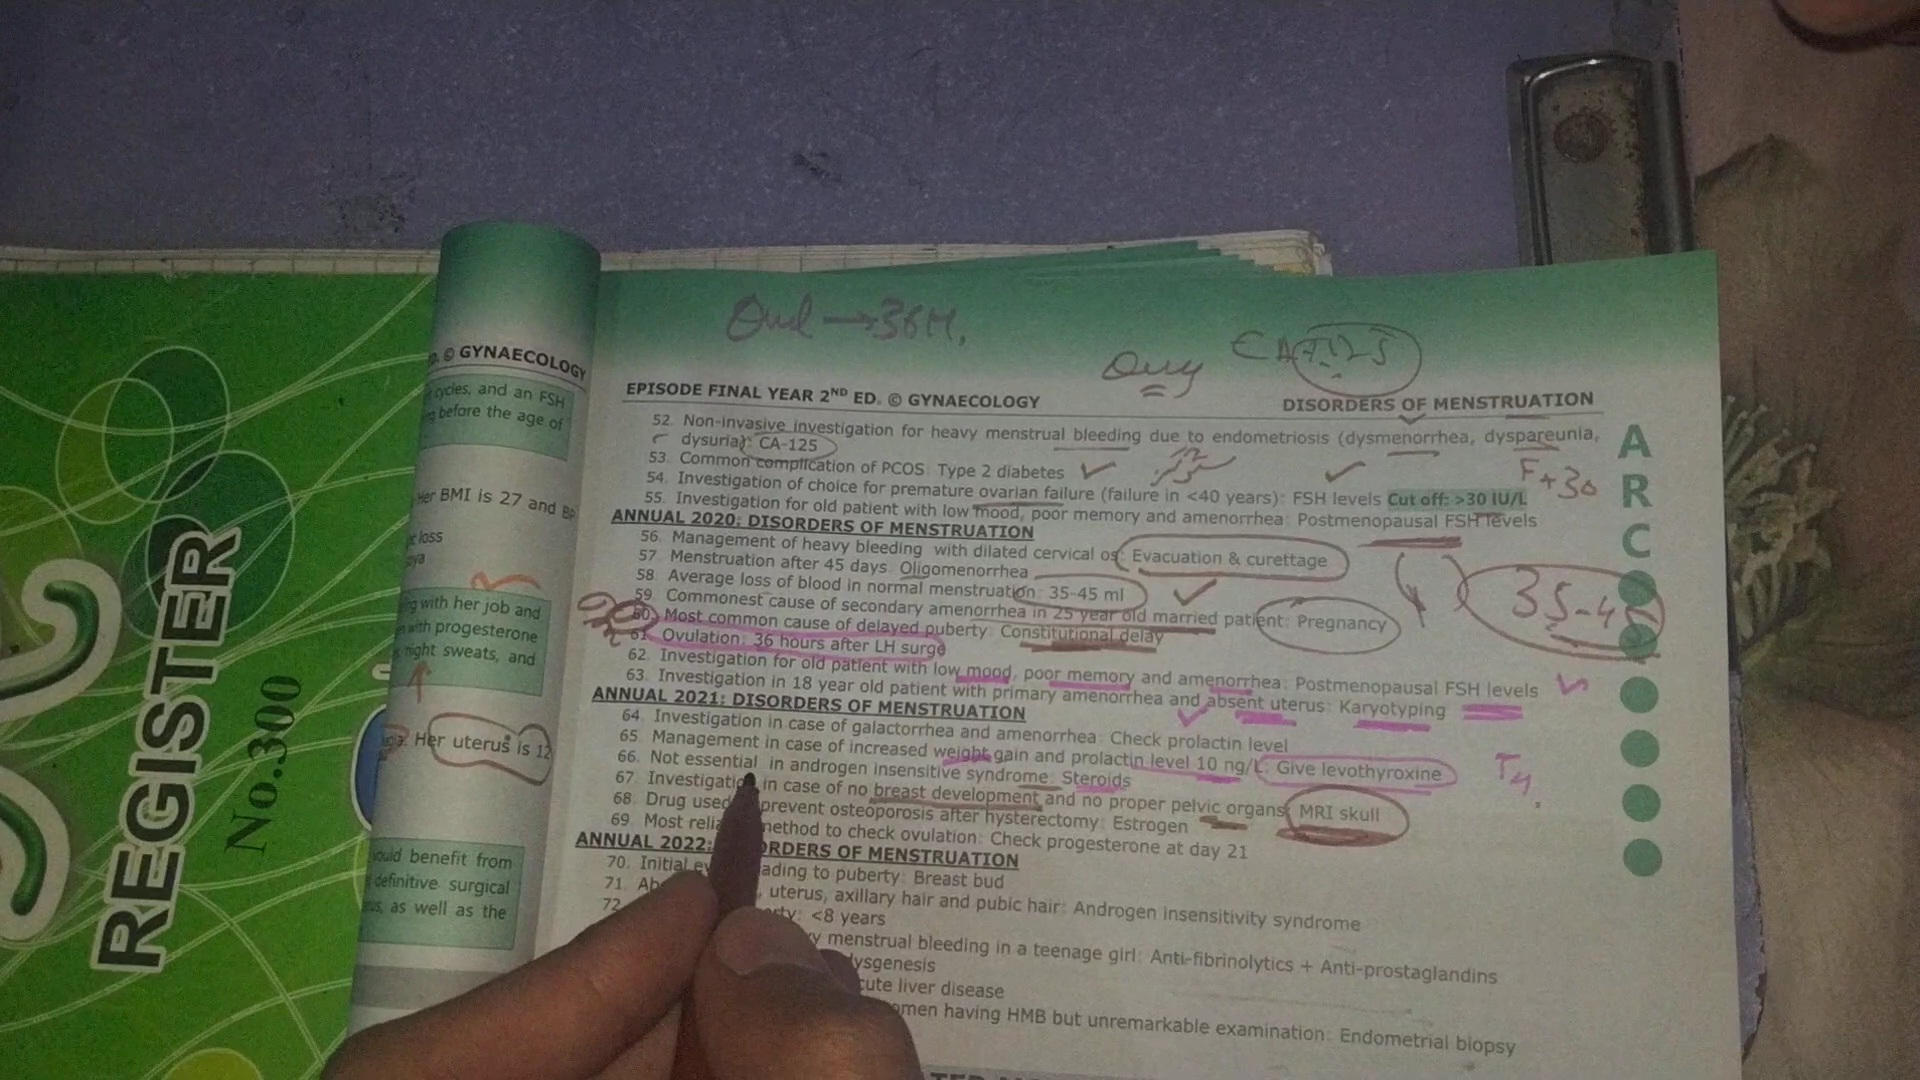 REGISTER
No.300
© GYNAECOLOGY
cycles, and an FSH
before the age of
Her BMI is 27 and BP
loss
with her job and
with progesterone
night sweats, and
Her uterus is 12
would benefit from
definitive surgical
as well as the
Ovul → 36H.
CA-125
EPISODE FINAL YEAR 2ND ED. © GYNAECOLOGY DISORDERS OF MENSTRUATION
52. Non-invasive investigation for heavy menstrual bleeding due to endometriosis (dysmenorrhea, dyspareunia,
dysuria): CA-125
53. Common complication of PCOS: Type 2 diabetes
54. Investigation of choice for premature ovarian failure (failure in <40 years): FSH levels Cut off: >30 IU/L
55. Investigation for old patient with low mood, poor memory and amenorrhea: Postmenopausal FSH levels
ANNUAL 2020: DISORDERS OF MENSTRUATION
56. Management of heavy bleeding with dilated cervical os: Evacuation & curettage
57. Menstruation after 45 days: Oligomenorrhea
58. Average loss of blood in normal menstruation: 35-45 ml
59. Commonest cause of secondary amenorrhea in 25 year old married patient: Pregnancy
60. Most common cause of delayed puberty: Constitutional delay
61. Ovulation: 36 hours after LH surge
62. Investigation for old patient with low mood, poor memory and amenorrhea: Postmenopausal FSH levels
63. Investigation in 18 year old patient with primary amenorrhea and absent uterus: Karyotyping
ANNUAL 2021: DISORDERS OF MENSTRUATION
64. Investigation in case of galactorrhea and amenorrhea: Check prolactin level
65. Management in case of increased weight gain and prolactin level 10 ng/L: Give levothyroxine
66. Not essential in androgen insensitive syndrome: Steroids
67. Investigation in case of no breast development and no proper pelvic organs: MRI skull
68. Drug used prevent osteoporosis after hysterectomy: Estrogen
69. Most method to check ovulation: Check progesterone at day 21
ANNUAL 2022: DISORDERS OF MENSTRUATION
70. Initial leading to puberty: Breast bud
71. uterus, axillary hair and pubic hair: Androgen insensitivity syndrome
72. <8 years
menstrual bleeding in a teenage girl: Anti-fibrinolytics + Anti-prostaglandins
dysgenesis
acute liver disease
women having HMB but unremarkable examination: Endometrial biopsy
35-45
T4
A
R
C